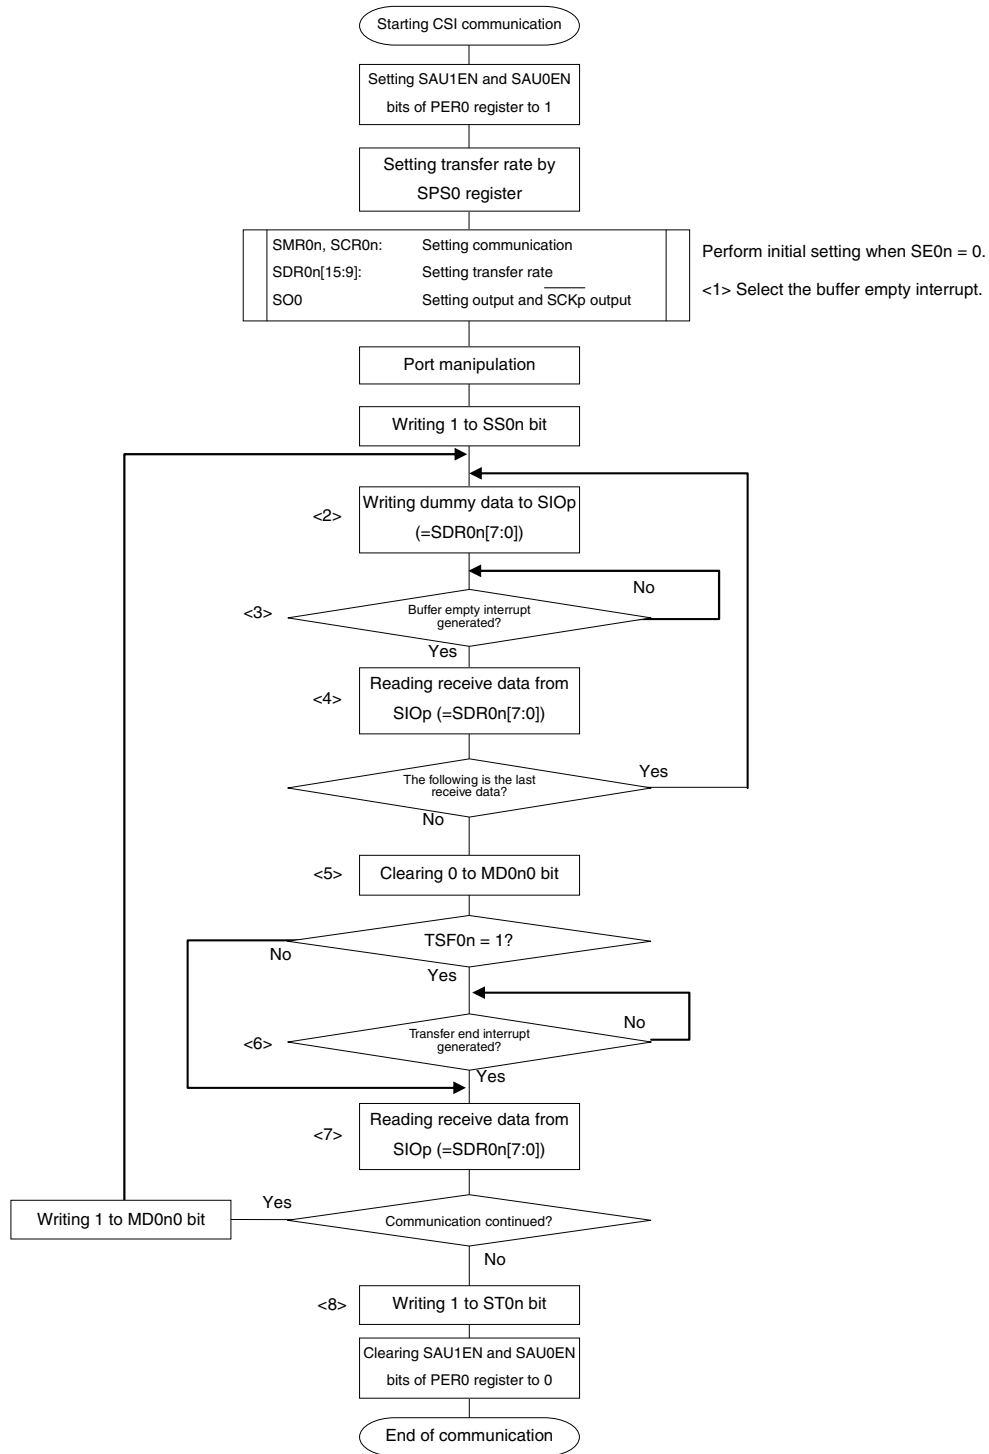 Starting CSI communication
Setting SAU1EN and SAU0EN
bits of PER0 register to 1
Setting transfer rate by
SPS0 register
SMR0n, SCR0n: Setting communication
SDR0n[15:9]: Setting transfer rate
SO0 Setting output and SCKp output
Perform initial setting when SE0n = 0.
<1> Select the buffer empty interrupt.
Port manipulation
Writing 1 to SS0n bit
<2>
Writing dummy data to SIOp
(=SDR0n[7:0])
No
<3>
Buffer empty interrupt
generated?
Yes
<4>
Reading receive data from
SIOp (=SDR0n[7:0])
The following is the last
receive data?
Yes
No
<5>
Clearing 0 to MD0n0 bit
TSF0n = 1?
No
Yes
<6>
Transfer end interrupt
generated?
No
Yes
<7>
Reading receive data from
SIOp (=SDR0n[7:0])
Writing 1 to MD0n0 bit
Yes
Communication continued?
No
<8>
Writing 1 to ST0n bit
Clearing SAU1EN and SAU0EN
bits of PER0 register to 0
End of communication